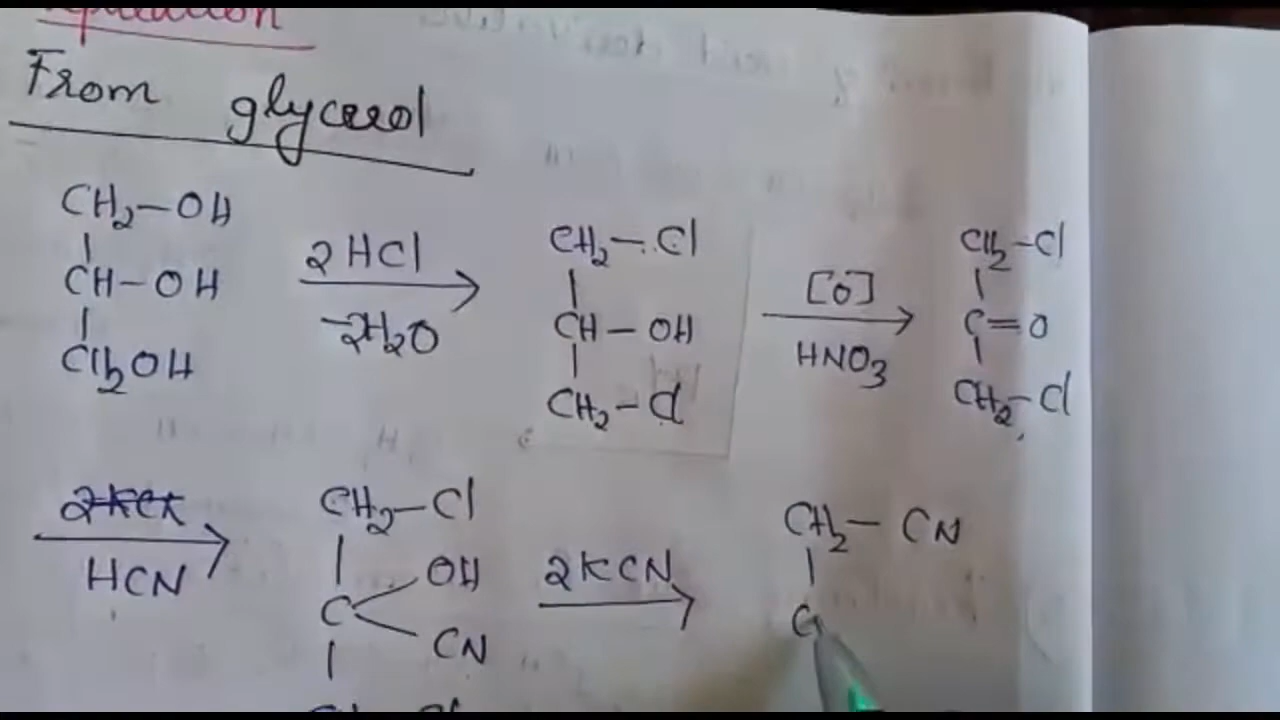 From glycerol
CH2–OH
CH–OH
CH2OH
2HCl
–2H2O
CH2–Cl
CH–OH
CH2–Cl
[O]
HNO3
CH2–Cl
C=O
CH2–Cl
HCN
CH2–Cl
C
OH
CN
2KCN
CH2–CN
C